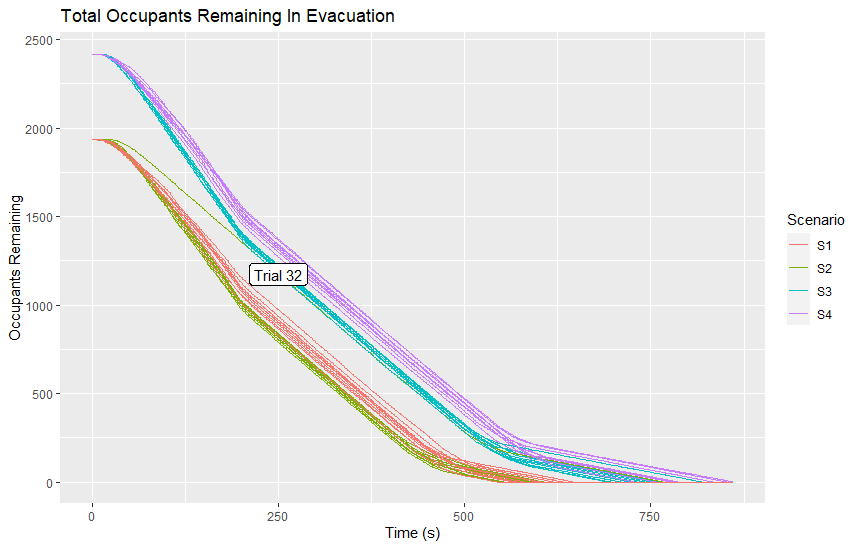 Total Occupants Remaining In Evacuation
2500
2000
1500
1000
500
0
Occupants Remaining
Trial 32
0
250
500
750
Time (s)
Scenario
S1
S2
S3
S4